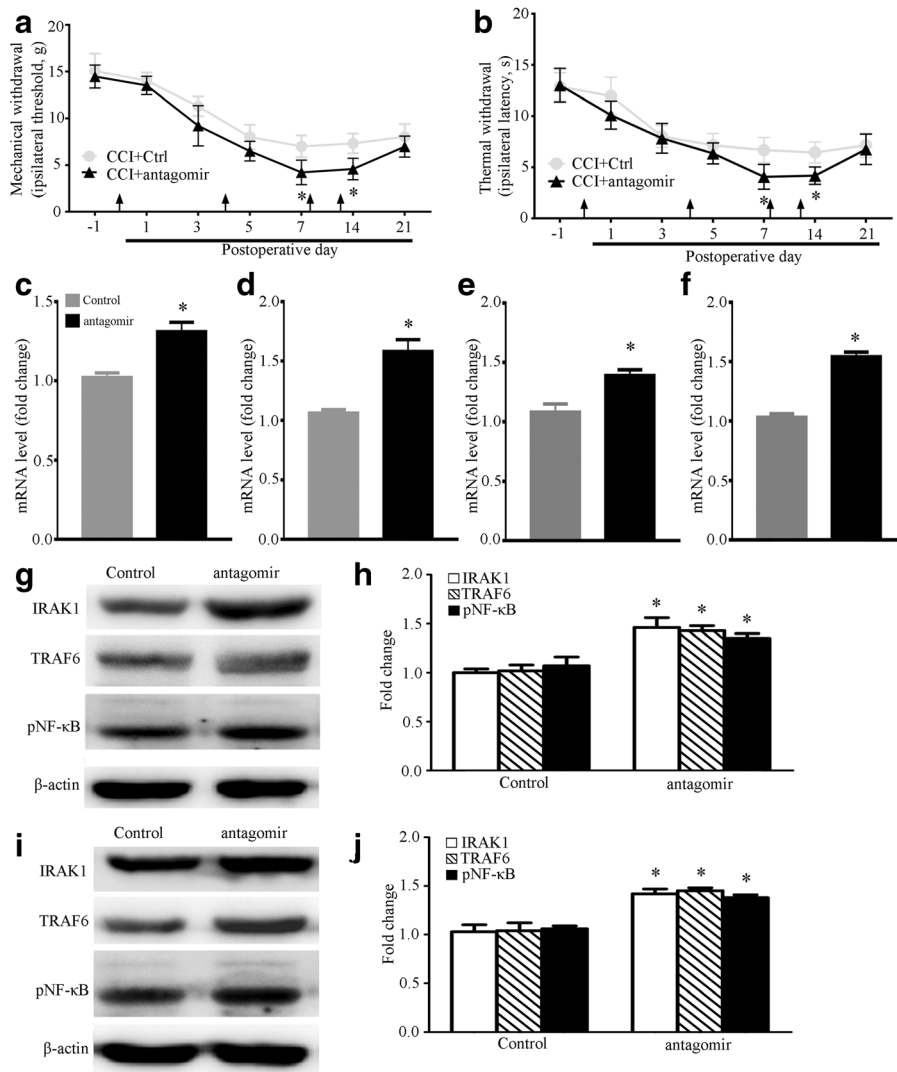 a
Mechanical withdrawal
(ipsilateral threshold, g)
20
15
10
5
0
CCI+Ctrl
CCI+antagomir
*
*
-1 1 3 5 7 14 21
Postoperative day
b
Thermal withdrawal
(ipsilateral latency, s)
20
15
10
5
0
CCI+Ctrl
CCI+antagomir
*
*
-1 1 3 5 7 14 21
Postoperative day
c
mRNA level (fold change)
1.5
1.0
0.5
0.0
Control
antagomir
*
d
mRNA level (fold change)
2.0
1.5
1.0
0.5
0.0
*
e
mRNA level (fold change)
2.0
1.5
1.0
0.5
0.0
*
f
mRNA level (fold change)
2.0
1.5
1.0
0.5
0.0
*
g
Control antagomir
IRAK1
TRAF6
pNF-κB
β-actin
h
Fold change
2.0
1.5
1.0
0.5
0.0
IRAK1
TRAF6
pNF-κB
* * *
Control antagomir
i
Control antagomir
IRAK1
TRAF6
pNF-κB
β-actin
j
Fold change
2.0
1.5
1.0
0.5
0.0
IRAK1
TRAF6
pNF-κB
* * *
Control antagomir